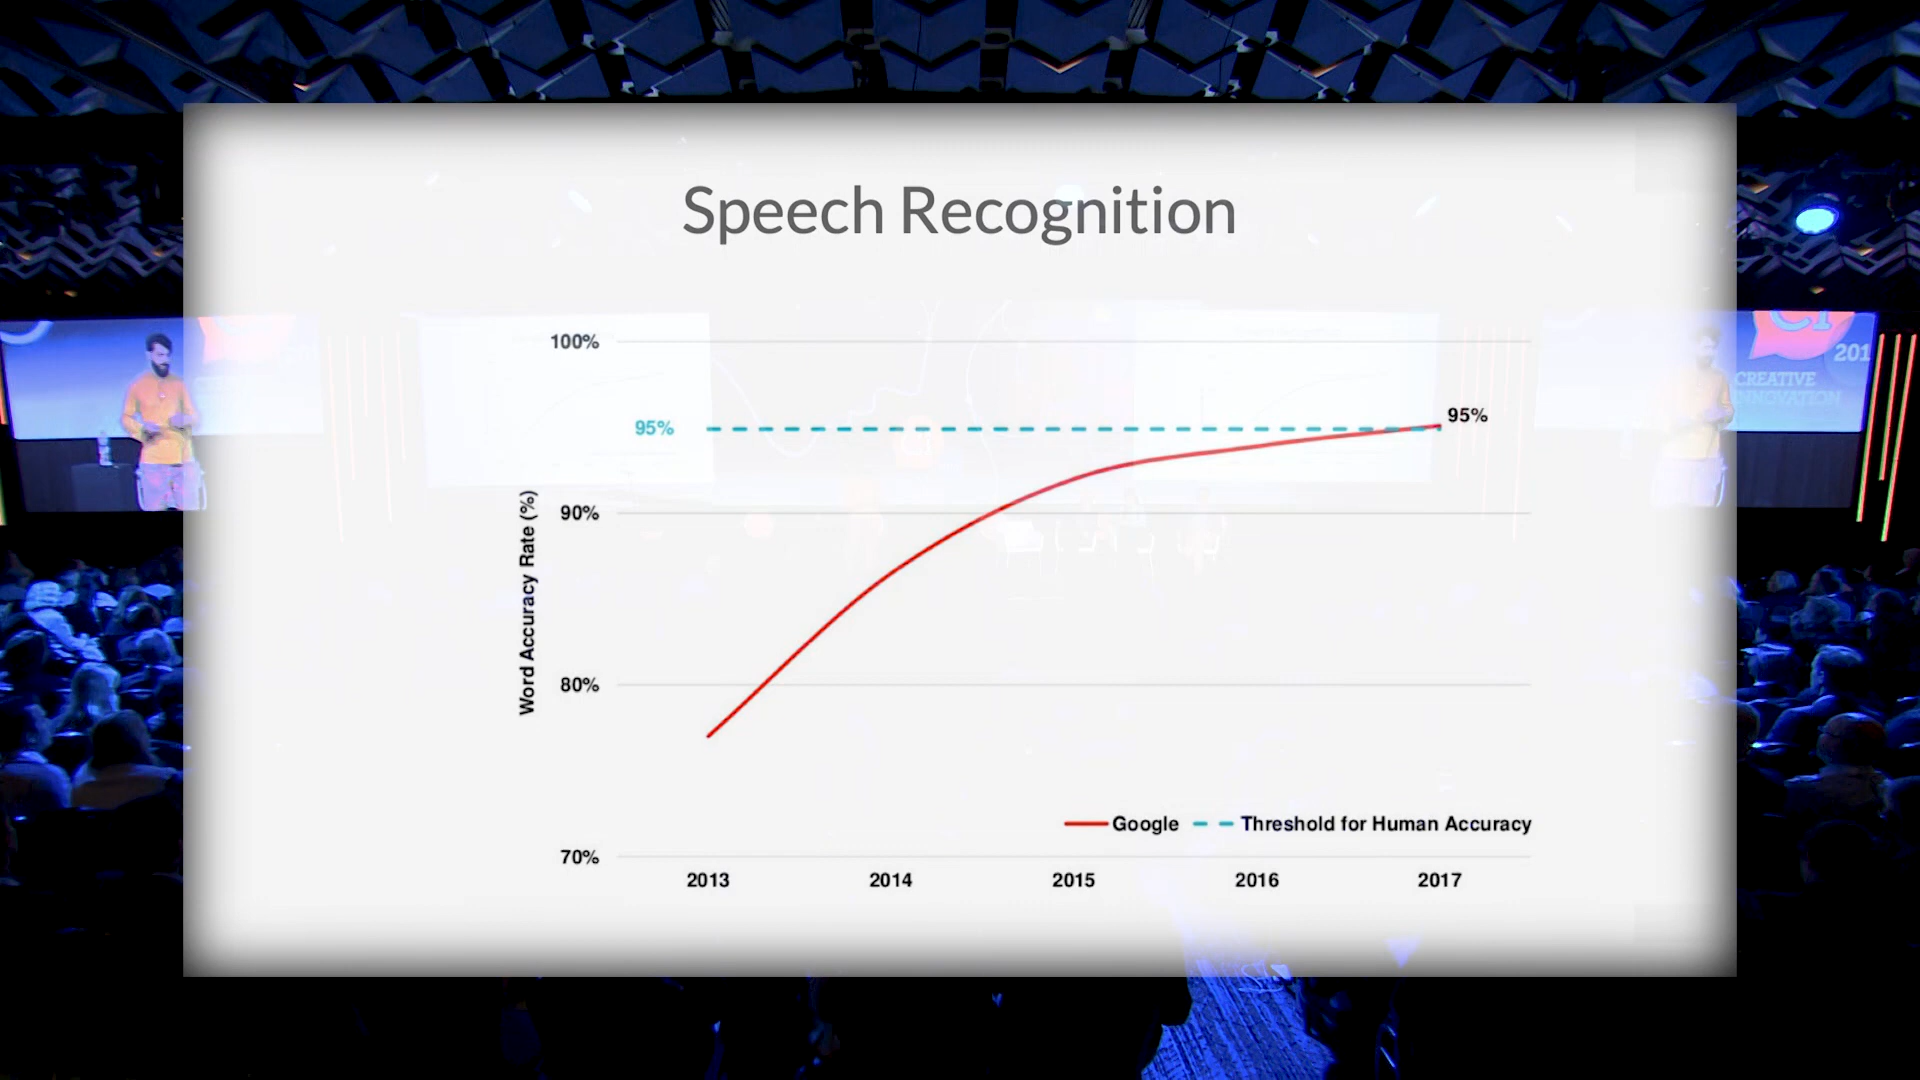 Speech Recognition
100%
95%
95%
Word Accuracy Rate (%)
90%
80%
Google
Threshold for Human Accuracy
70%
2013
2014
2015
2016
2017
201
CREATIVE
INNOVATION